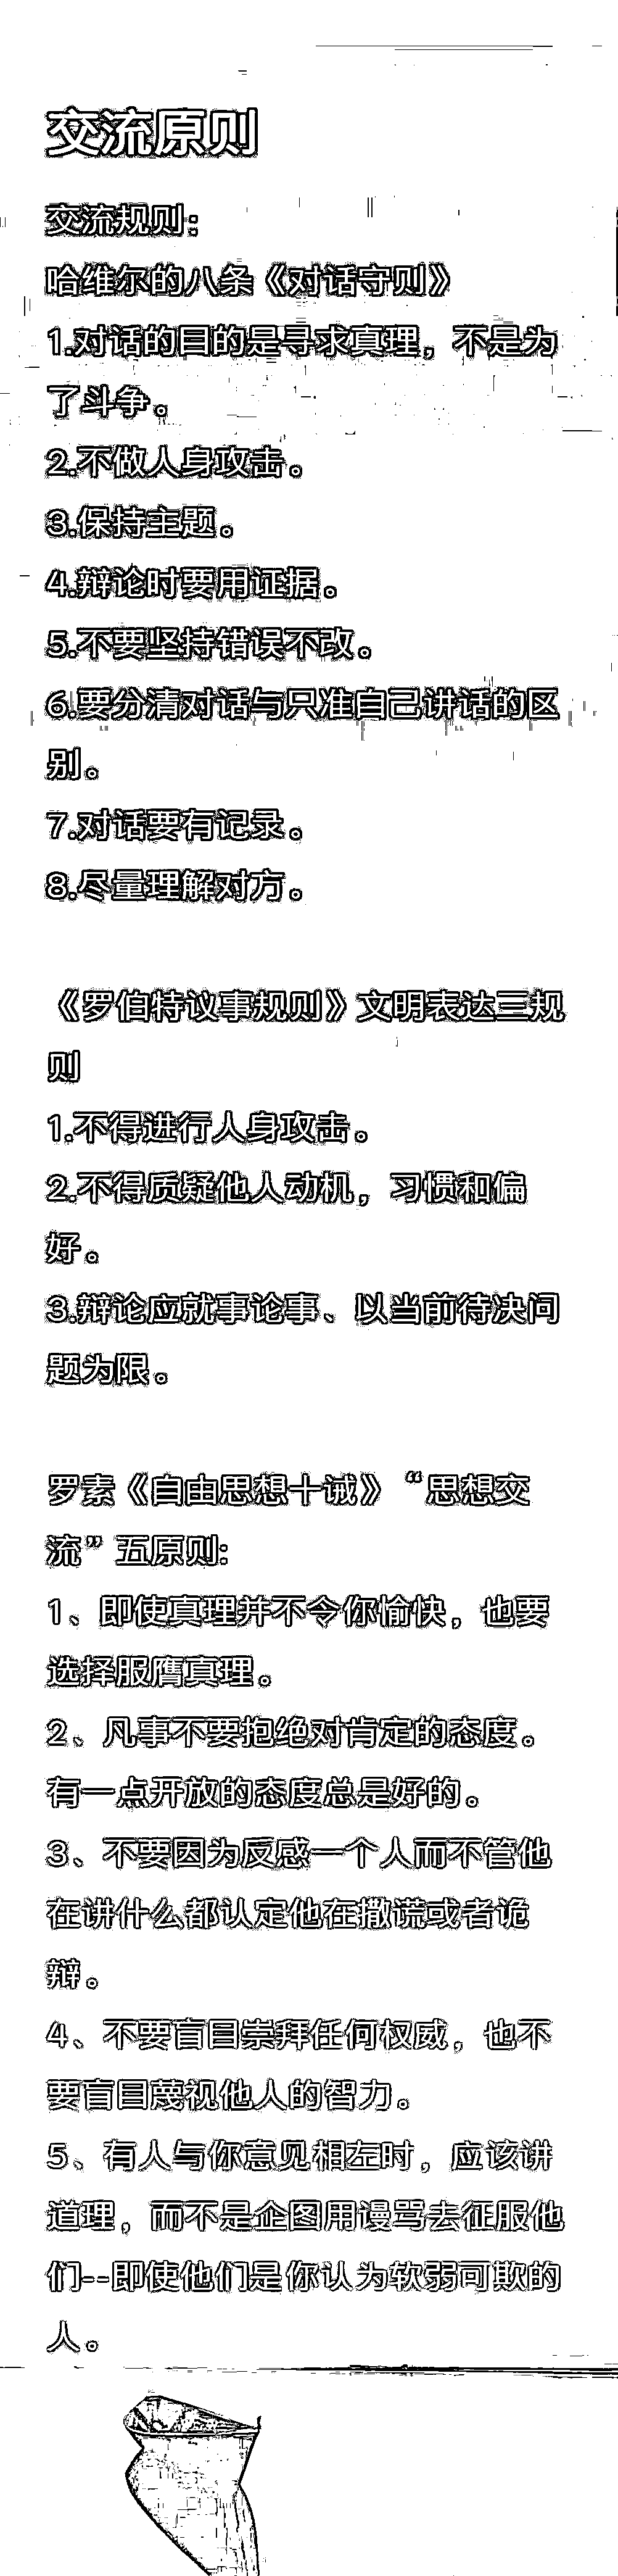 交流原则
交流规则:
哈维尔的八条《对话守则》
1.对话的目的是寻求真理，不是为
了斗争。
2.不做人身攻击。
3.保持主题。
4.辩论时要用证据。
5.不要坚持错误不改。
6.要分清对话与只准自己讲话的区
别。
7.对话要有记录。
8.尽量理解对方。
《罗伯特议事规则》文明表达三规
则
1.不得进行人身攻击。
2.不得质疑他人动机，习惯和偏
好。
3.辩论应就事论事、以当前待决问
题为限。
罗素《自由思想十诫》“思想交
流”五原则:
1、即使真理并不令你愉快，也要
选择服膺真理。
2、凡事不要抱绝对肯定的态度。
有一点开放的态度总是好的。
3、不要因为反感一个人而不管他
在讲什么都认定他在撒谎或者诡
辩。
4、不要盲目崇拜任何权威，也不
要盲目蔑视他人的智力。
5、有人与你意见相左时，应该讲
道理，而不是企图用谩骂去征服他
们--即使他们是你认为软弱可欺的
人。